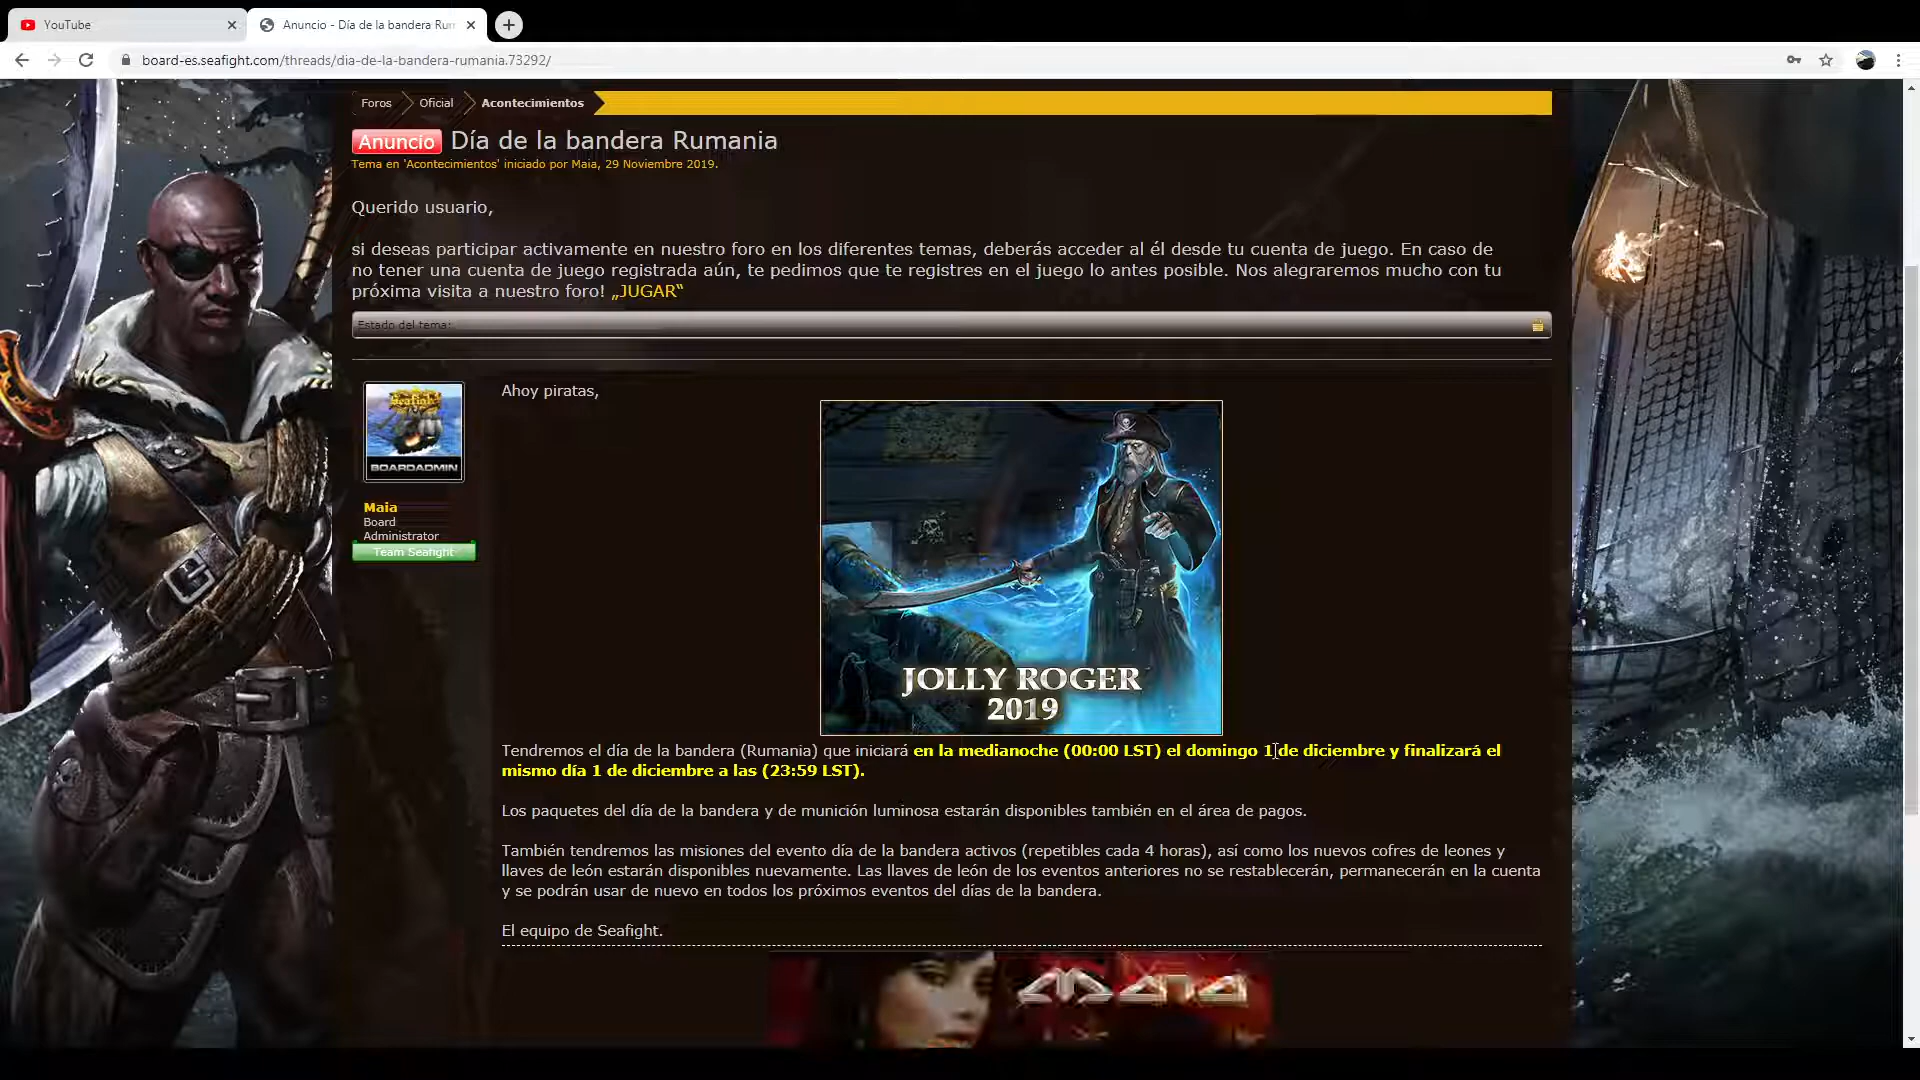 YouTube
Anuncio - Día de la bandera Rum
board-es.seafight.com/threads/dia-de-la-bandera-rumania.73292/
Foros Oficial Acontecimientos
Anuncio Día de la bandera Rumania
Tema en 'Acontecimientos' iniciado por Maia, 29 Noviembre 2019.
Querido usuario,
si deseas participar activamente en nuestro foro en los diferentes temas, deberás acceder al él desde tu cuenta de juego. En caso de
no tener una cuenta de juego registrada aún, te pedimos que te registres en el juego lo antes posible. Nos alegraremos mucho con tu
próxima visita a nuestro foro! „JUGAR“
Estado del tema:
Seafight
BOARDADMIN
Maia
Board
Administrator
Team Seafight
Ahoy piratas,
JOLLY ROGER
2019
Tendremos el día de la bandera (Rumania) que iniciará en la medianoche (00:00 LST) el domingo 1 de diciembre y finalizará el
mismo día 1 de diciembre a las (23:59 LST).
Los paquetes del día de la bandera y de munición luminosa estarán disponibles también en el área de pagos.
También tendremos las misiones del evento día de la bandera activos (repetibles cada 4 horas), así como los nuevos cofres de leones y
llaves de león estarán disponibles nuevamente. Las llaves de león de los eventos anteriores no se restablecerán, permanecerán en la cuenta
y se podrán usar de nuevo en todos los próximos eventos del días de la bandera.
El equipo de Seafight.